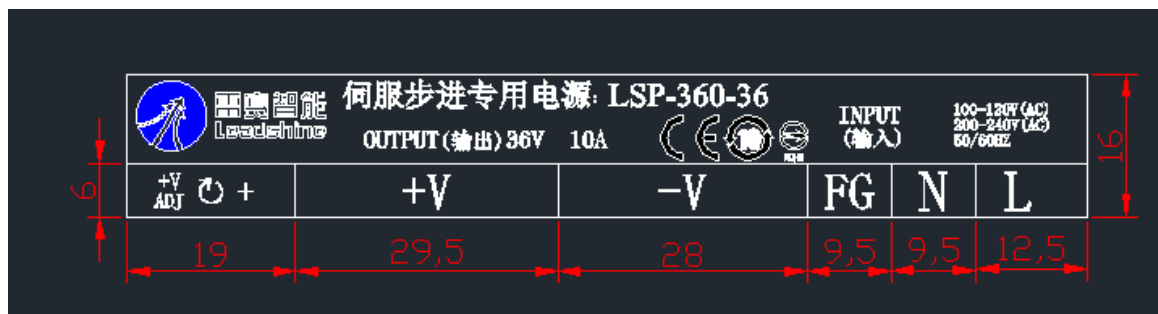 雷赛智能
Leadshine
伺服步进专用电源: LSP-360-36
OUTPUT(输出)36V 10A
CE
INPUT
(输入)
100-120V(AC)
200-240V(AC)
50/60HZ
16
6
+V
ADJ
+
+V
-V
FG
N
L
19
29,5
28
9,5
9,5
12,5